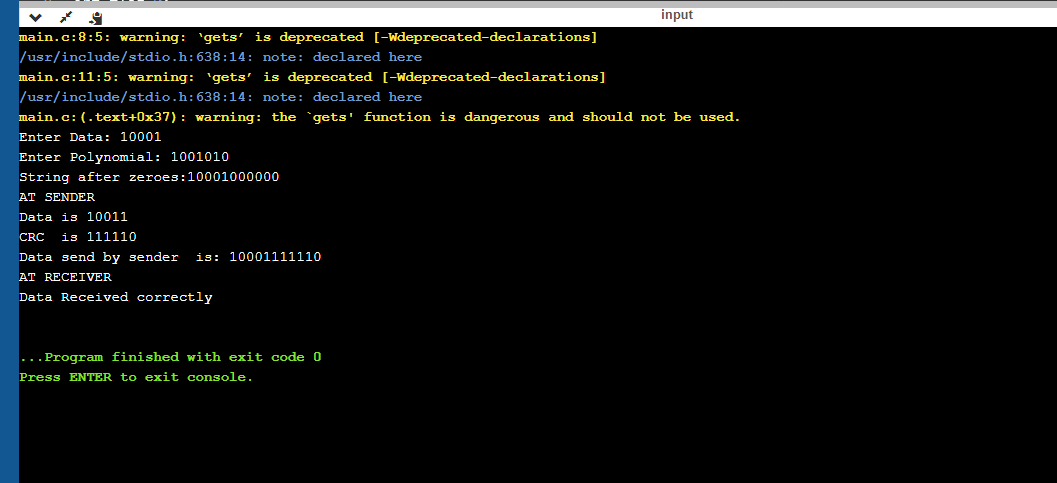 input
main.c:8:5: warning: ‘gets’ is deprecated [-Wdeprecated-declarations]
/usr/include/stdio.h:638:14: note: declared here
main.c:11:5: warning: ‘gets’ is deprecated [-Wdeprecated-declarations]
/usr/include/stdio.h:638:14: note: declared here
main.c:(.text+0x37): warning: the `gets' function is dangerous and should not be used.
Enter Data: 10001
Enter Polynomial: 1001010
String after zeroes:10001000000
AT SENDER
Data is 10011
CRC  is 111110
Data send by sender  is: 10001111110
AT RECEIVER
Data Received correctly
...Program finished with exit code 0
Press ENTER to exit console.